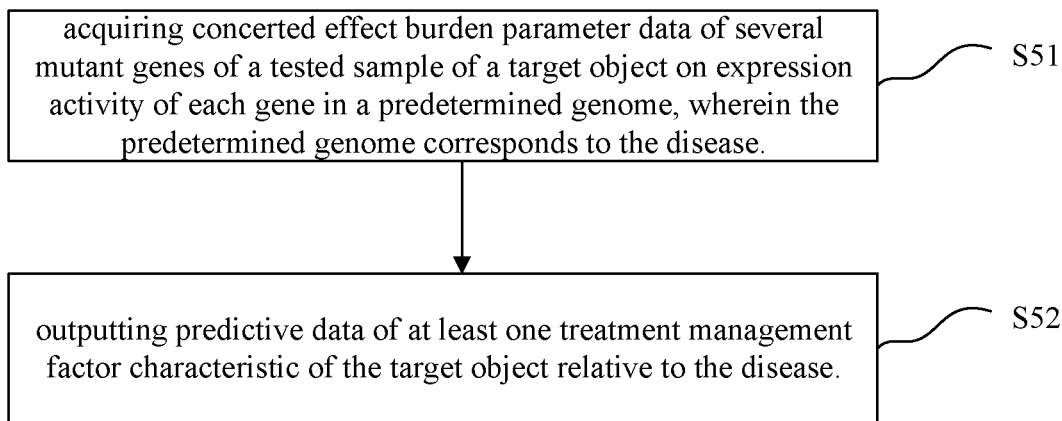 acquiring concerted effect burden parameter data of several
mutant genes of a tested sample of a target object on expression
activity of each gene in a predetermined genome, wherein the
predetermined genome corresponds to the disease.
S51
outputting predictive data of at least one treatment management
factor characteristic of the target object relative to the disease.
S52